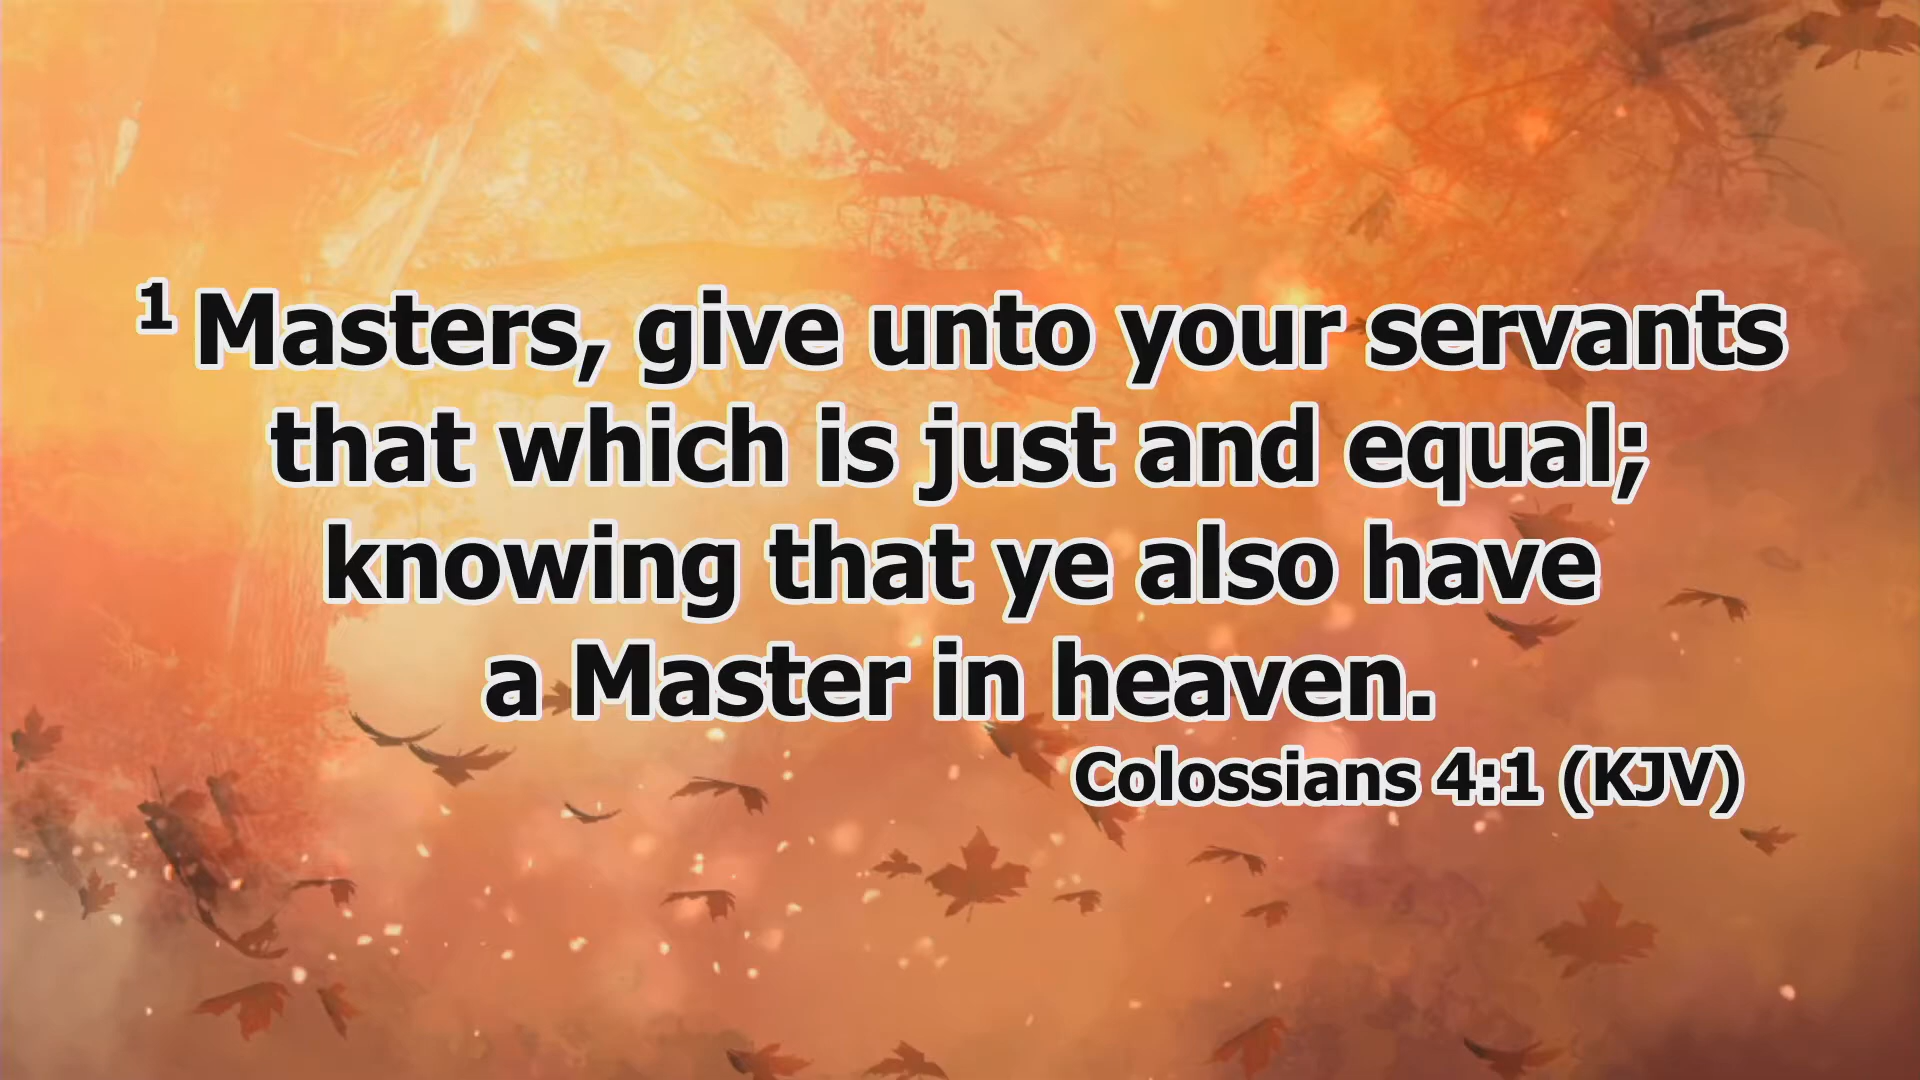 1 Masters, give unto your servants
that which is just and equal;
knowing that ye also have
a Master in heaven.
Colossians 4:1 (KJV)